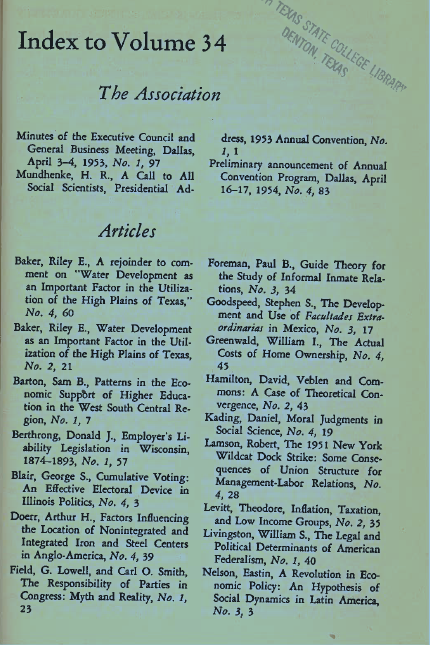 TEXAS STATE COLLEGE LIBRARY
DENTON, TEXAS
Index to Volume 34
The Association
Minutes of the Executive Council and
General Business Meeting, Dallas,
April 3–4, 1953, No. 1, 97
Mundhenke, H. R., A Call to All
Social Scientists, Presidential Ad-
dress, 1953 Annual Convention, No.
1, 1
Preliminary announcement of Annual
Convention Program, Dallas, April
16–17, 1954, No. 4, 83
Articles
Baker, Riley E., A rejoinder to com-
ment on "Water Development as
an Important Factor in the Utiliza-
tion of the High Plains of Texas,"
No. 4, 60
Baker, Riley E., Water Development
as an Important Factor in the Util-
ization of the High Plains of Texas,
No. 2, 21
Barton, Sam B., Patterns in the Eco-
nomic Support of Higher Educa-
tion in the West South Central Re-
gion, No. 1, 7
Berthrong, Donald J., Employer's Li-
ability Legislation in Wisconsin,
1874–1893, No. 1, 57
Blair, George S., Cumulative Voting:
An Effective Electoral Device in
Illinois Politics, No. 4, 3
Doerr, Arthur H., Factors Influencing
the Location of Nonintegrated and
Integrated Iron and Steel Centers
in Anglo-America, No. 4, 39
Field, G. Lowell, and Carl O. Smith,
The Responsibility of Parties in
Congress: Myth and Reality, No. 1,
23
Foreman, Paul B., Guide Theory for
the Study of Informal Inmate Rela-
tions, No. 3, 34
Goodspeed, Stephen S., The Develop-
ment and Use of Facultades Extra-
ordinarias in Mexico, No. 3, 17
Greenwald, William I., The Actual
Costs of Home Ownership, No. 4,
45
Hamilton, David, Veblen and Com-
mons: A Case of Theoretical Con-
vergence, No. 2, 43
Kading, Daniel, Moral Judgments in
Social Science, No. 4, 19
Lamson, Robert, The 1951 New York
Wildcat Dock Strike: Some Conse-
quences of Union Structure for
Management-Labor Relations, No.
4, 28
Levitt, Theodore, Inflation, Taxation,
and Low Income Groups, No. 2, 35
Livingston, William S., The Legal and
Political Determinants of American
Federalism, No. 1, 40
Nelson, Eastin, A Revolution in Eco-
nomic Policy: An Hypothesis of
Social Dynamics in Latin America,
No. 3, 3